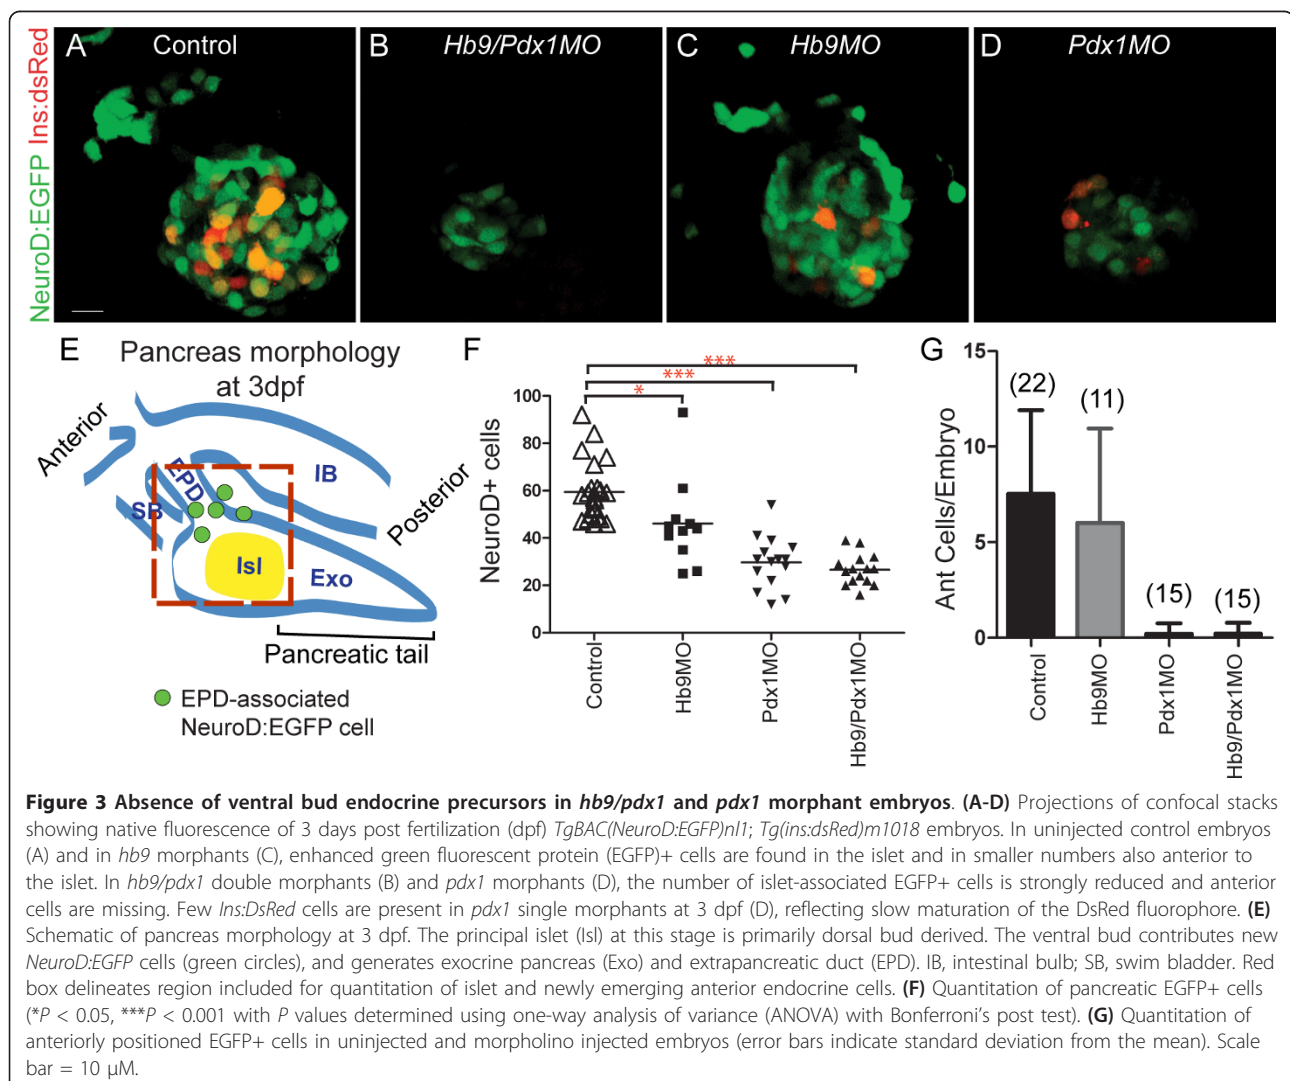 NeuroD:EGFP Ins:dsRed
A Control
B Hb9/Pdx1MO
C Hb9MO
D Pdx1MO
E Pancreas morphology
at 3dpf
Anterior
Posterior
EPD
IB
SB
Isl
Exo
Pancreatic tail
EPD-associated
NeuroD:EGFP cell
F
***
***
*
NeuroD+ cells
100
80
60
40
20
0
Control
Hb9MO
Pdx1MO
Hb9/Pdx1MO
G
Ant Cells/Embryo
15
10
5
0
(22)
(11)
(15)
(15)
Control
Hb9MO
Pdx1MO
Hb9/Pdx1MO
Figure 3 Absence of ventral bud endocrine precursors in hb9/pdx1 and pdx1 morphant embryos. (A-D) Projections of confocal stacks
showing native fluorescence of 3 days post fertilization (dpf) TgBAC(NeuroD:EGFP)nl1; Tg(ins:dsRed)m1018 embryos. In uninjected control embryos
(A) and in hb9 morphants (C), enhanced green fluorescent protein (EGFP)+ cells are found in the islet and in smaller numbers also anterior to
the islet. In hb9/pdx1 double morphants (B) and pdx1 morphants (D), the number of islet-associated EGFP+ cells is strongly reduced and anterior
cells are missing. Few Ins:DsRed cells are present in pdx1 single morphants at 3 dpf (D), reflecting slow maturation of the DsRed fluorophore. (E)
Schematic of pancreas morphology at 3 dpf. The principal islet (Isl) at this stage is primarily dorsal bud derived. The ventral bud contributes new
NeuroD:EGFP cells (green circles), and generates exocrine pancreas (Exo) and extrapancreatic duct (EPD). IB, intestinal bulb; SB, swim bladder. Red
box delineates region included for quantitation of islet and newly emerging anterior endocrine cells. (F) Quantitation of pancreatic EGFP+ cells
(*P < 0.05, ***P < 0.001 with P values determined using one-way analysis of variance (ANOVA) with Bonferroni's post test). (G) Quantitation of
anteriorly positioned EGFP+ cells in uninjected and morpholino injected embryos (error bars indicate standard deviation from the mean). Scale
bar = 10 μM.